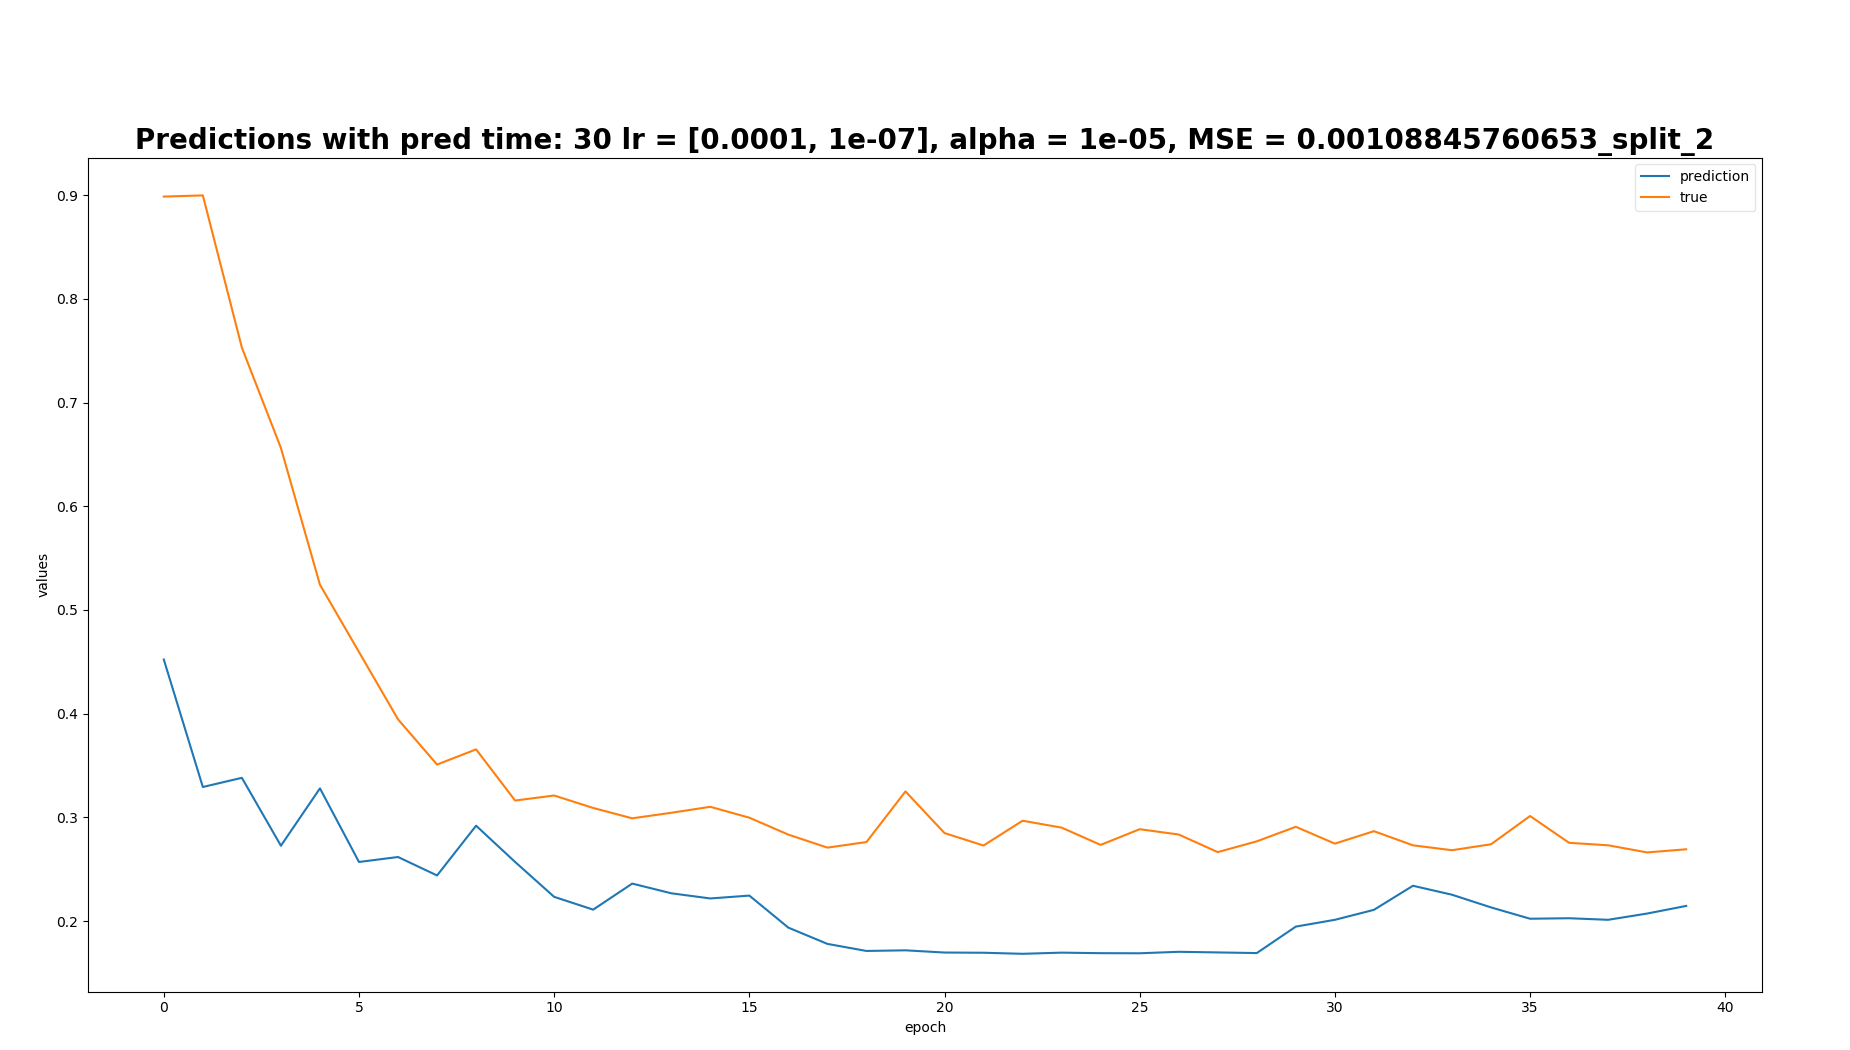 Predictions with pred time: 30 lr = [0.0001, 1e-07], alpha = 1e-05, MSE = 0.00108845760653_split_2
prediction
true
0.9
0.8
0.7
0.6
0.5
0.4
0.3
0.2
values
0 5 10 15 20 25 30 35 40
epoch